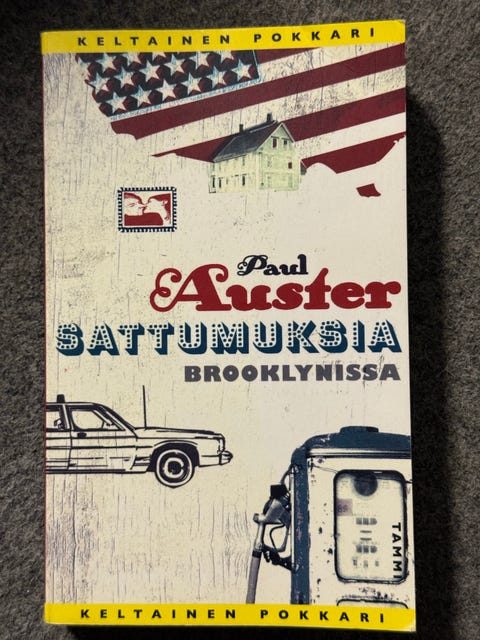 KELTAINEN POKKARI
Paul
Auster
SATTUMUKSIA
BROOKLYNISSA
TAMMI
KELTAINEN POKKARI